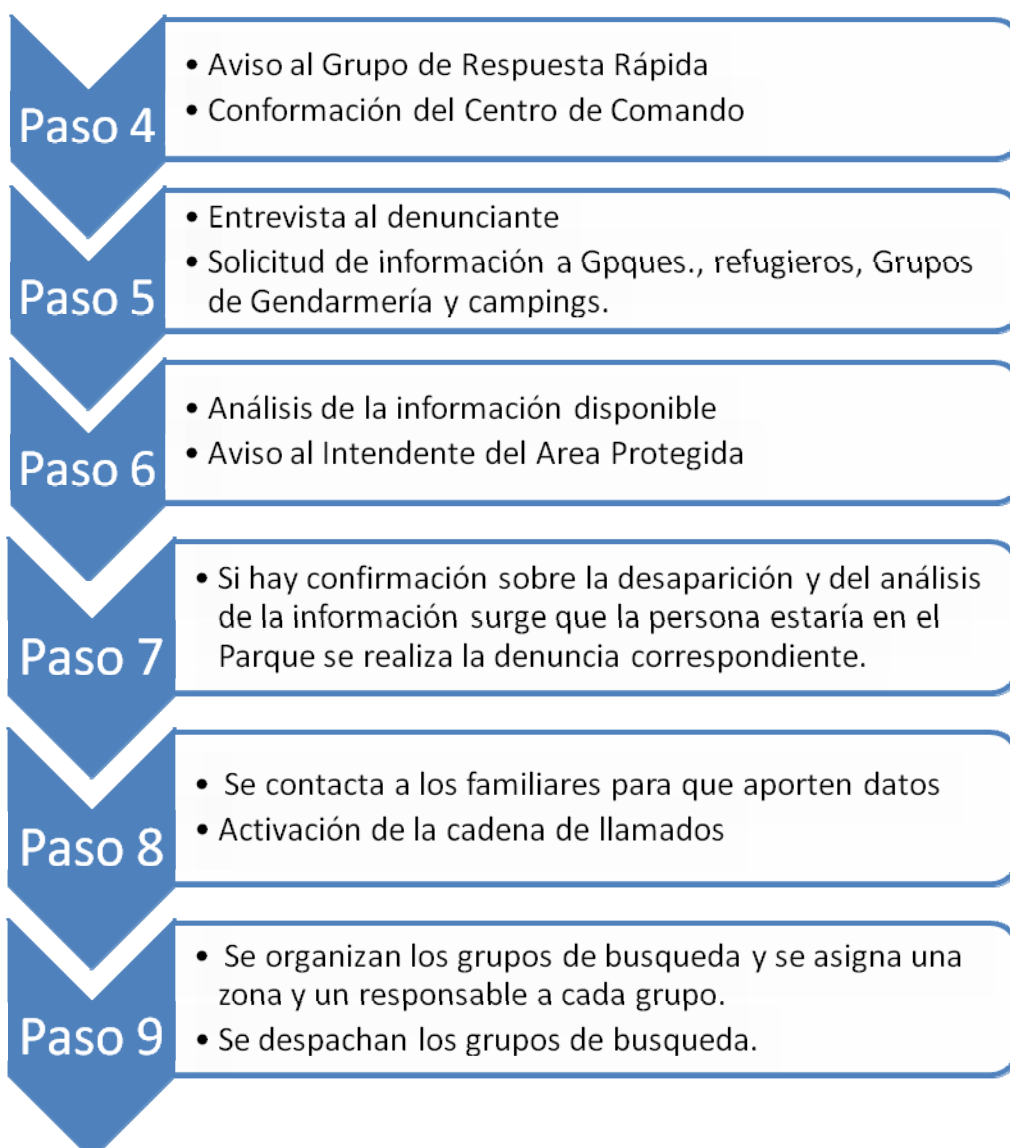 Paso 4
• Aviso al Grupo de Respuesta Rápida
• Conformación del Centro de Comando
Paso 5
• Entrevista al denunciante
• Solicitud de información a Gpques., refugieros, Grupos
de Gendarmería y campings.
Paso 6
• Análisis de la información disponible
• Aviso al Intendente del Area Protegida
Paso 7
• Si hay confirmación sobre la desaparición y del análisis
de la información surge que la persona estaría en el
Parque se realiza la denuncia correspondiente.
Paso 8
• Se contacta a los familiares para que aporten datos
• Activación de la cadena de llamados
Paso 9
• Se organizan los grupos de busqueda y se asigna una
zona y un responsable a cada grupo.
• Se despachan los grupos de busqueda.